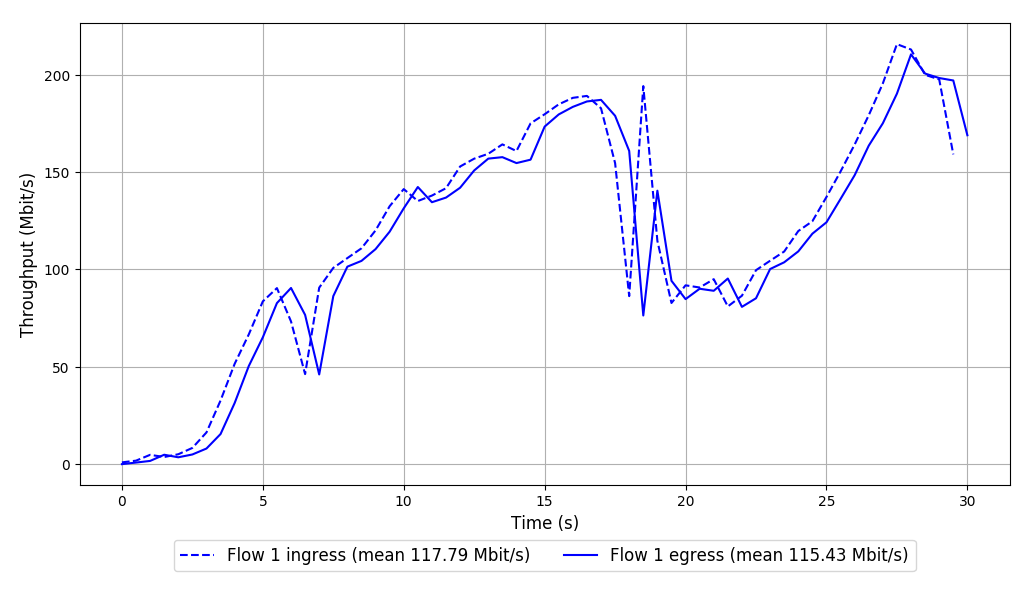 200
150
100
50
0
Throughput (Mbit/s)
0 5 10 15 20 25 30
Time (s)
Flow 1 ingress (mean 117.79 Mbit/s) Flow 1 egress (mean 115.43 Mbit/s)